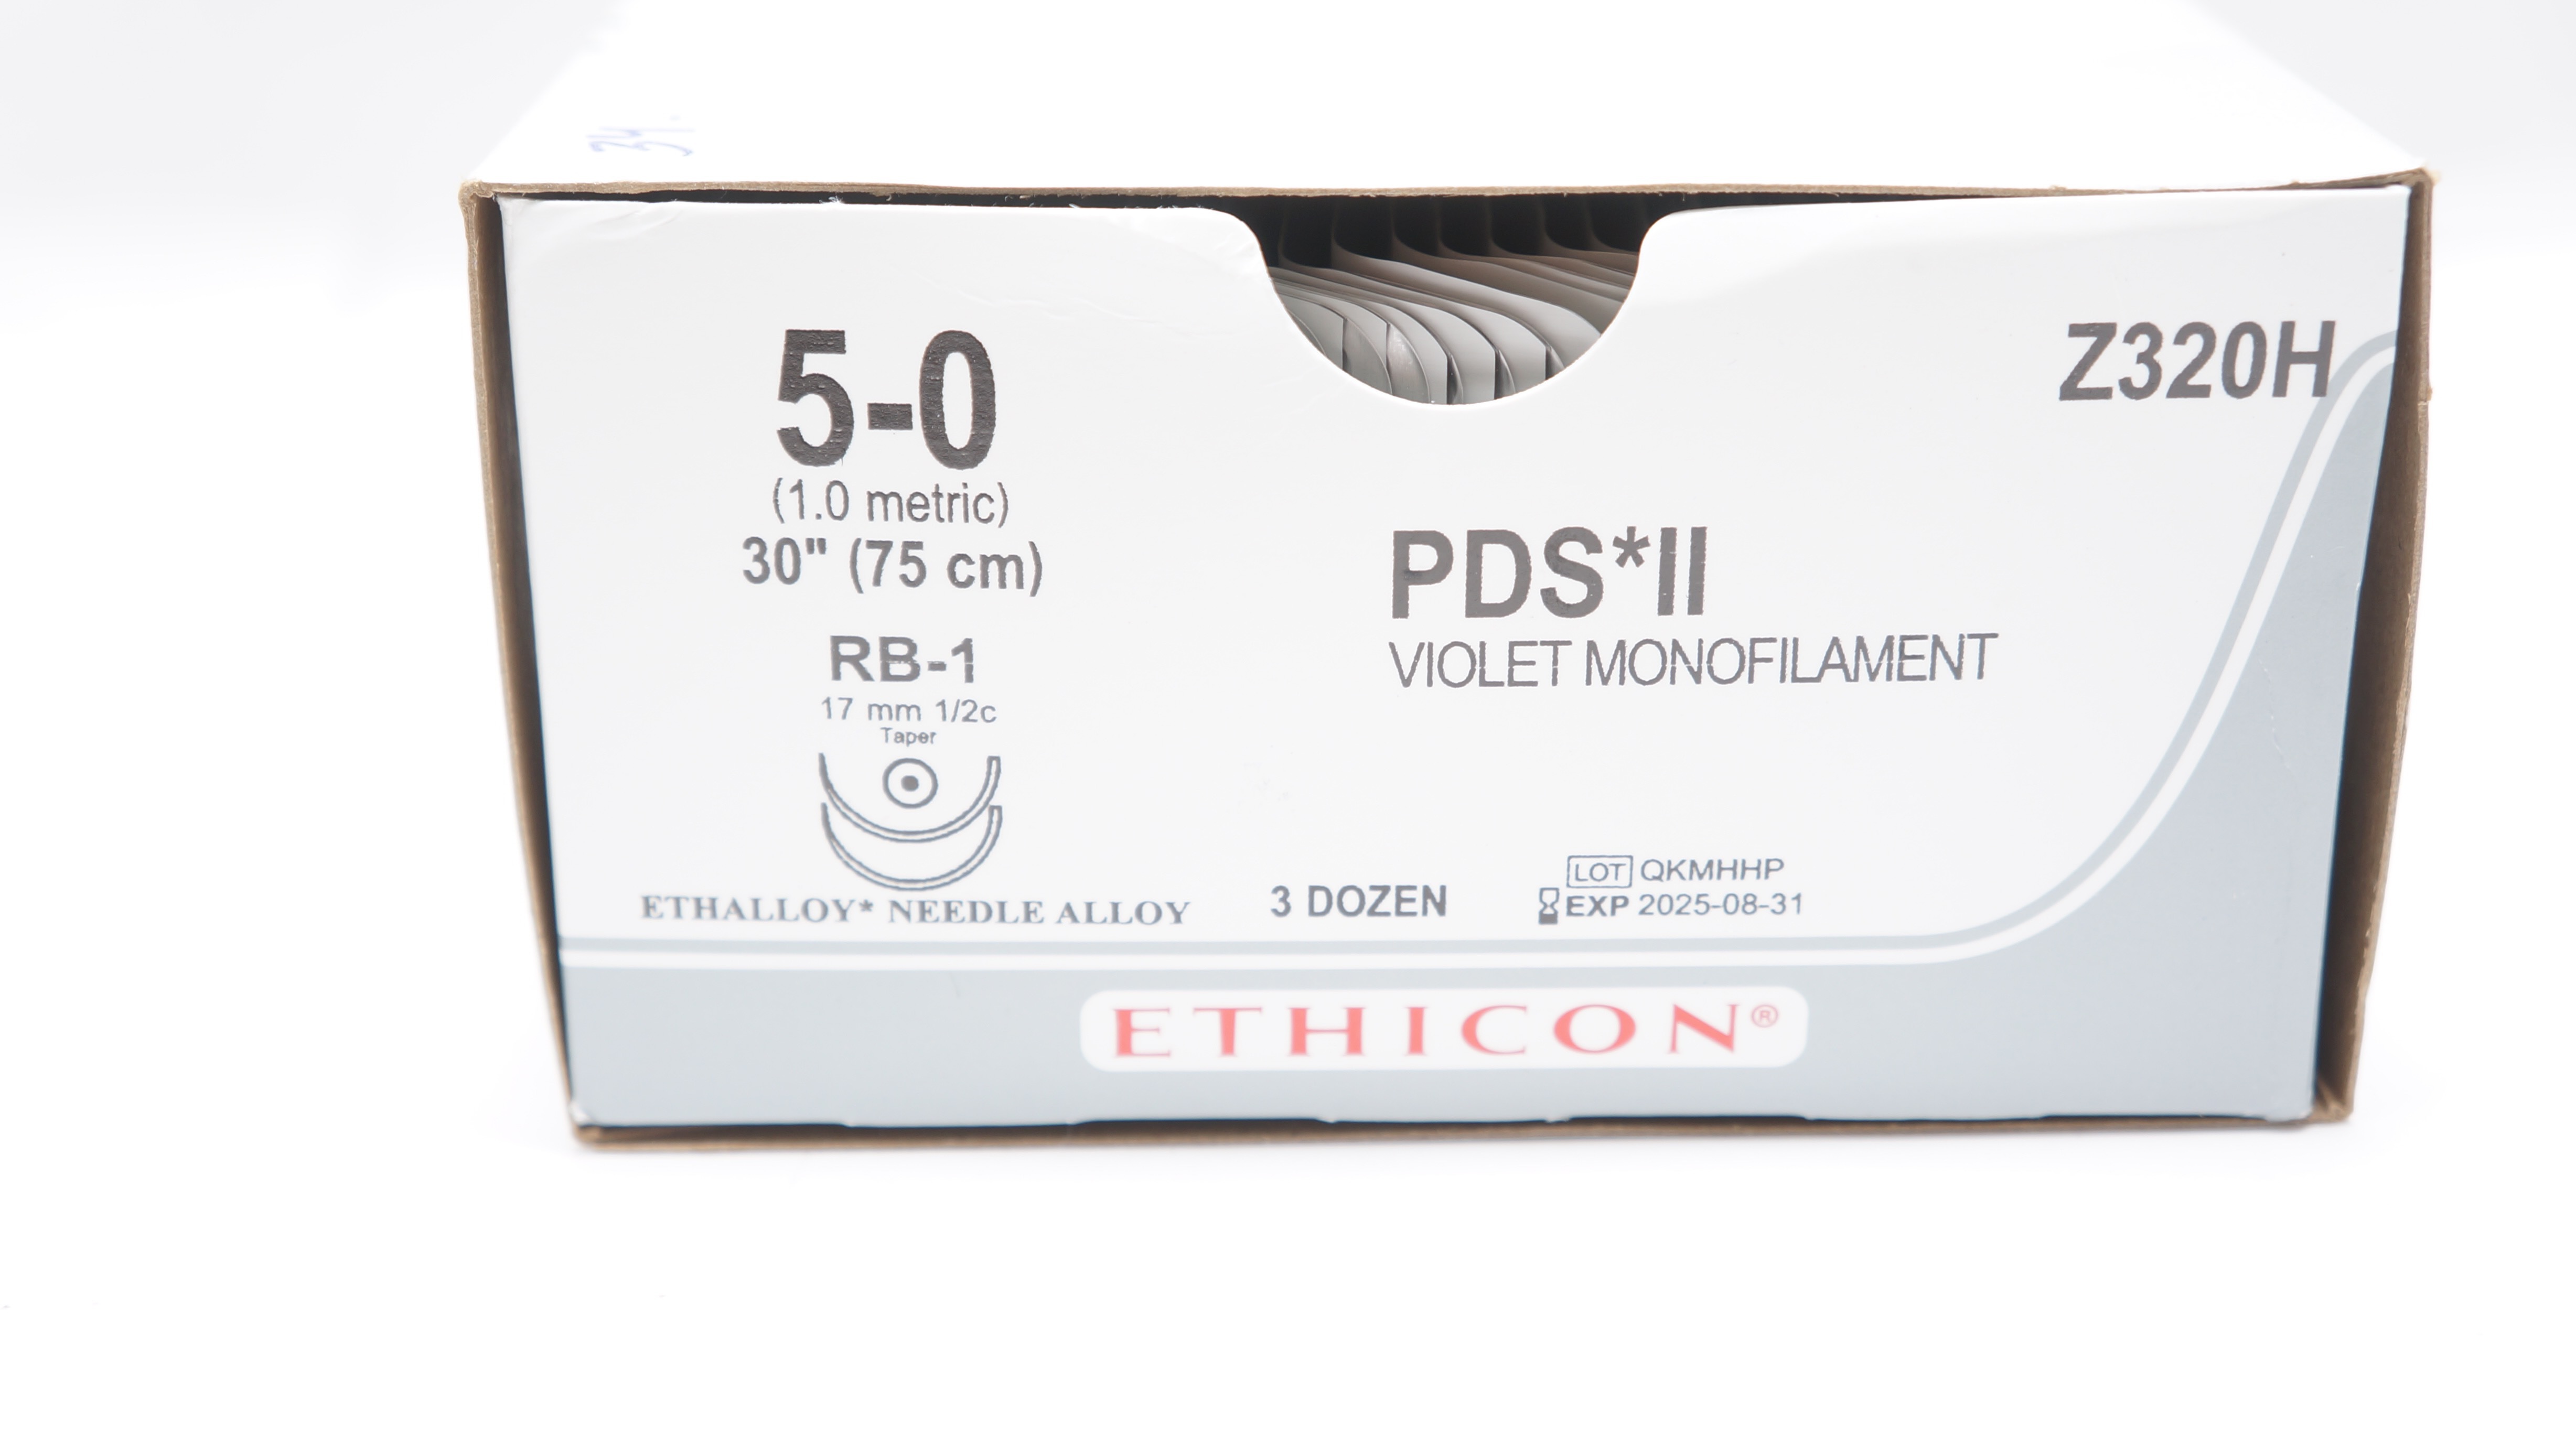 34
5-0
(1.0 metric)
30" (75 cm)
RB-1
17 mm 1/2c
Taper
ETHALLOY* NEEDLE ALLOY
Z320H
PDS*II
VIOLET MONOFILAMENT
3 DOZEN
LOT QKMHHP
EXP 2025-08-31
ETHICON®